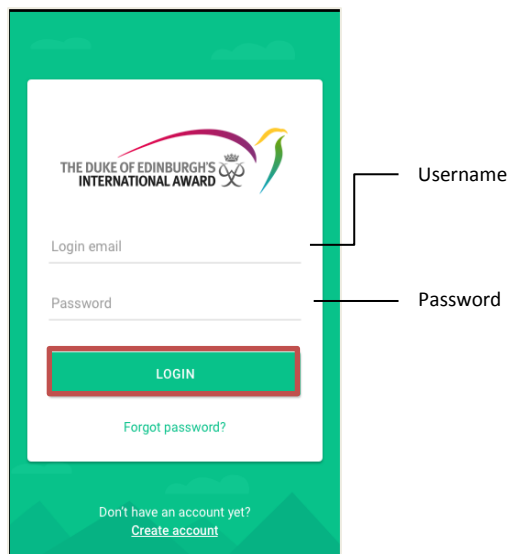 THE DUKE OF EDINBURGH'S
INTERNATIONAL AWARD
Username
Login email
Password
Password
LOGIN
Forgot password?
Don't have an account yet?
Create account